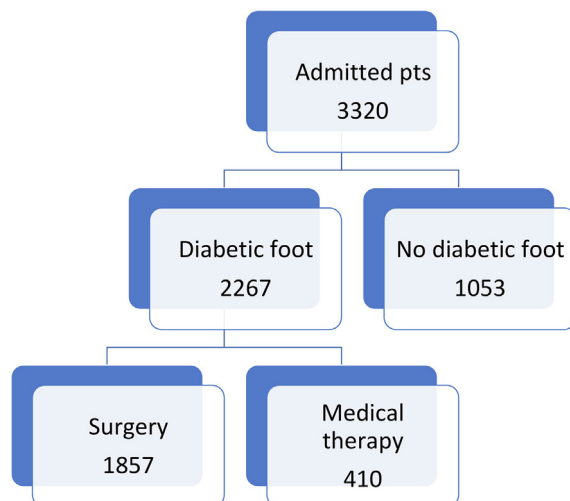 Admitted pts
3320
Diabetic foot
2267
No diabetic foot
1053
Surgery
1857
Medical
therapy
410